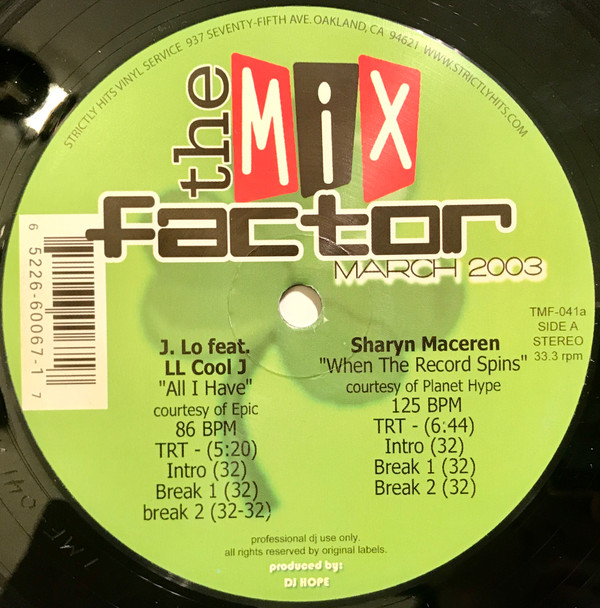 STRICTLY HITS VINYL SERVICE 937 SEVENTY-FIFTH AVE. OAKLAND, CA 94621 WWW.STRICTLYHITS.COM
the MiX
factor
MARCH 2003
6 5226-60067-1 7
TMF-041a
SIDE A
STEREO
33.3 rpm
J. Lo feat.
LL Cool J
"All I Have"
courtesy of Epic
86 BPM
TRT - (5:20)
Intro (32)
Break 1 (32)
break 2 (32-32)
Sharyn Maceren
"When The Record Spins"
courtesy of Planet Hype
125 BPM
TRT - (6:44)
Intro (32)
Break 1 (32)
Break 2 (32)
professional dj use only.
all rights reserved by original labels.
produced by:
DJ HOPE